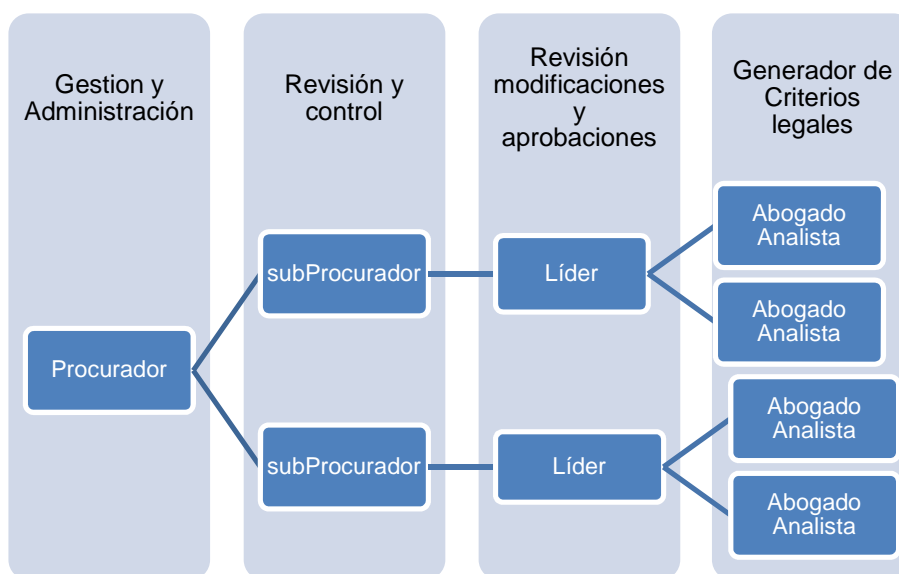 Gestion y
Administración
Revisión y
control
Revisión
modificaciones
y
aprobaciones
Generador de
Criterios
legales
Procurador
subProcurador
subProcurador
Líder
Líder
Abogado
Analista
Abogado
Analista
Abogado
Analista
Abogado
Analista